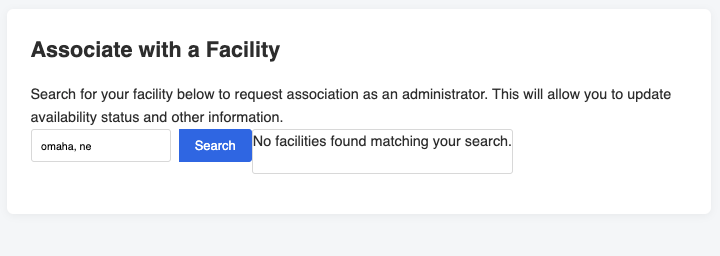 Associate with a Facility
Search for your facility below to request association as an administrator. This will allow you to update
availability status and other information.
omaha, ne
Search
No facilities found matching your search.